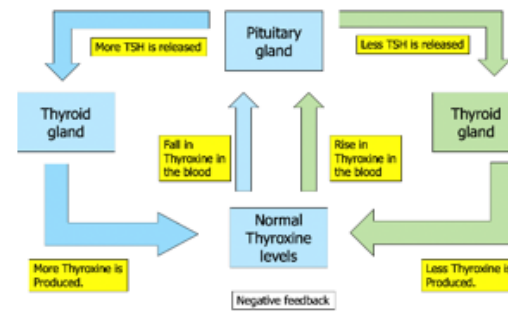 More TSH is released
Pituitary
gland
Less TSH is released
Thyroid
gland
Fall in
Thyroxine in
the blood
Rise in
Thyroxine in
the blood
Thyroid
gland
Normal
Thyroxine
levels
More Thyroxine is
Produced.
Less Thyroxine is
Produced.
Negative feedback